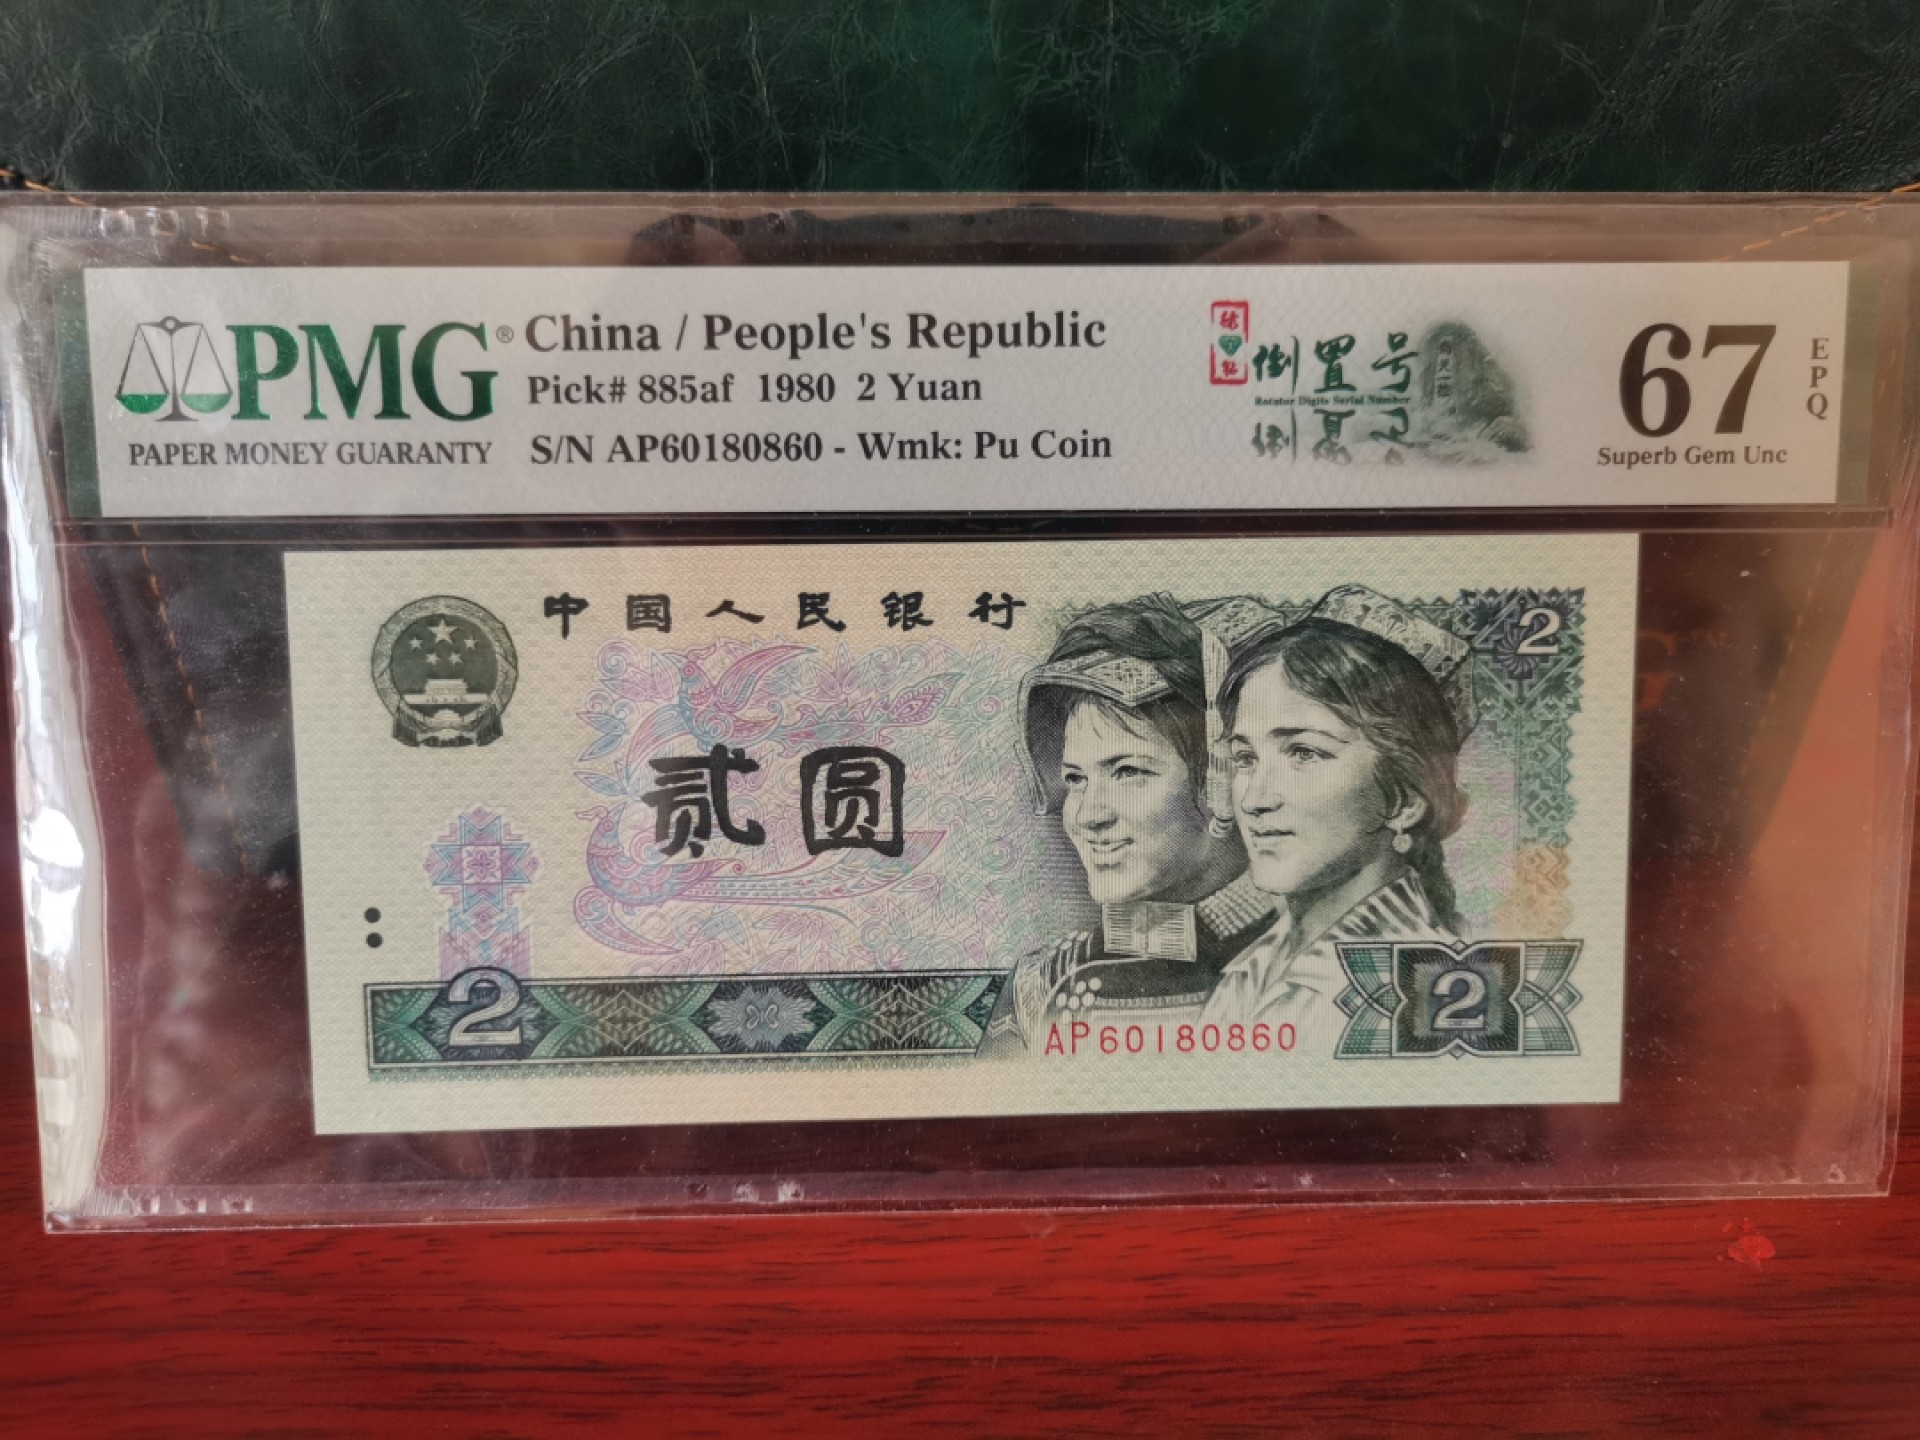 PMG®
PAPER MONEY GUARANTY
China / People's Republic
Pick# 885af 1980 2 Yuan
S/N AP60180860 - Wmk: Pu Coin
倒置号
Rotator Digits Serial Number
67
EPQ
Superb Gem Unc
中国人民银行
2
贰圆
2
AP60180860
2